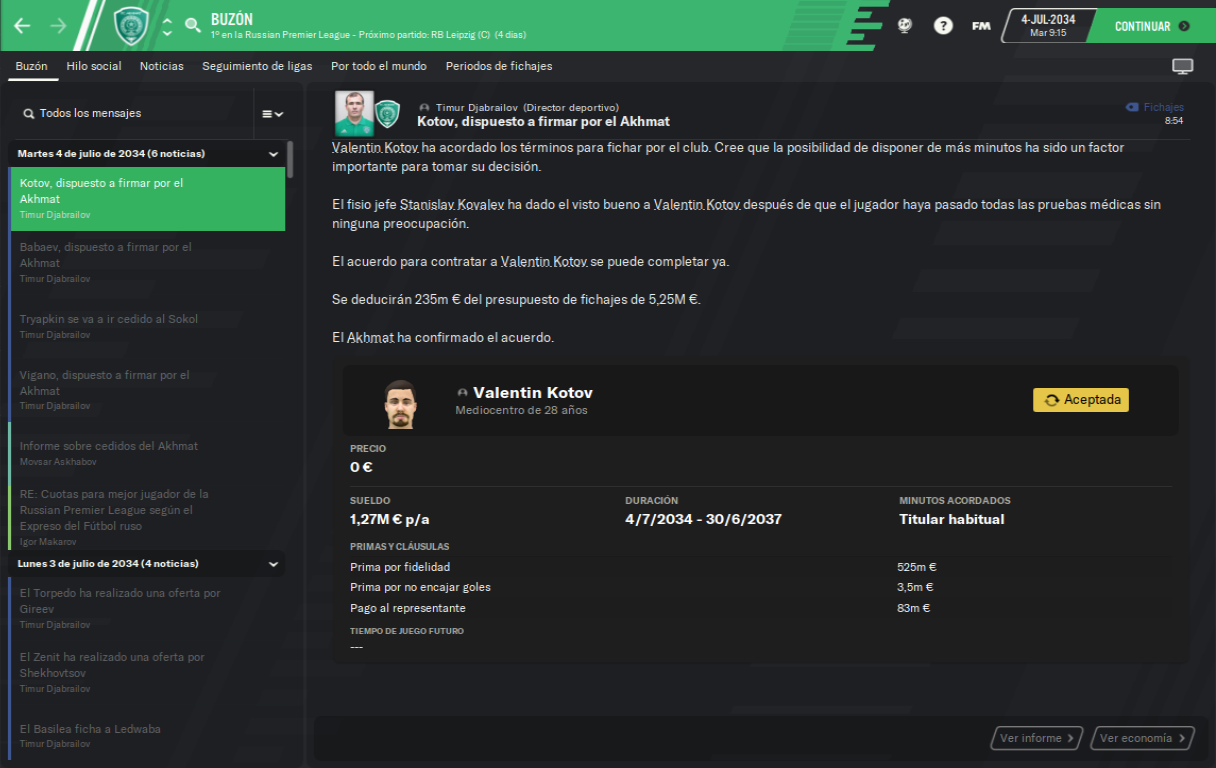 BUZÓN
1º en la Russian Premier League - Próximo partido: RB Leipzig (C) (4 días)
?
FM
4-JUL-2034
Mar 9:15
CONTINUAR
Buzón Hilo social Noticias Seguimiento de ligas Por todo el mundo Periodos de fichajes
Todos los mensajes
Martes 4 de julio de 2034 (6 noticias)
Kotov, dispuesto a firmar por el
Akhmat
Timur Djabrailov
Babaev, dispuesto a firmar por el
Akhmat
Timur Djabrailov
Tryapkin se va a ir cedido al Sokol
Timur Djabrailov
Vigano, dispuesto a firmar por el
Akhmat
Timur Djabrailov
Informe sobre cedidos del Akhmat
Movsar Askhabov
RE: Cuotas para mejor jugador de la
Russian Premier League según el
Expreso del Fútbol ruso
Igor Makarov
Lunes 3 de julio de 2034 (4 noticias)
El Torpedo ha realizado una oferta por
Gireev
Timur Djabrailov
El Zenit ha realizado una oferta por
Shekhovtsov
Timur Djabrailov
El Basilea ficha a Ledwaba
Timur Djabrailov
Timur Djabrailov (Director deportivo)
Kotov, dispuesto a firmar por el Akhmat
Fichajes
8:54
Valentin Kotov ha acordado los términos para fichar por el club. Cree que la posibilidad de disponer de más minutos ha sido un factor
importante para tomar su decisión.
El fisio jefe Stanislav Kovalev ha dado el visto bueno a Valentin Kotov después de que el jugador haya pasado todas las pruebas médicas sin
ninguna preocupación.
El acuerdo para contratar a Valentin Kotov se puede completar ya.
Se deducirán 235m € del presupuesto de fichajes de 5,25M €.
El Akhmat ha confirmado el acuerdo.
Valentin Kotov
Mediocentro de 28 años
Aceptada
PRECIO
0 €
SUELDO DURACIÓN MINUTOS ACORDADOS
1,27M € p/a 4/7/2034 - 30/6/2037 Titular habitual
PRIMAS Y CLÁUSULAS
Prima por fidelidad 525m €
Prima por no encajar goles 3,5m €
Pago al representante 83m €
TIEMPO DE JUEGO FUTURO
---
Ver informe
Ver economía